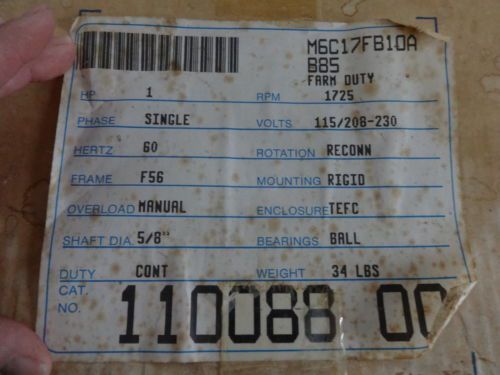 M6C17FB10A
B85
FARM DUTY
HP 1 RPM 1725
PHASE SINGLE VOLTS 115/208-230
HERTZ 60 ROTATION RECONN
FRAME F56 MOUNTING RIGID
OVERLOAD MANUAL ENCLOSURE TEFC
SHAFT DIA. 5/8" BEARINGS BALL
DUTY CONT WEIGHT 34 LBS
CAT.
NO. 110088 00